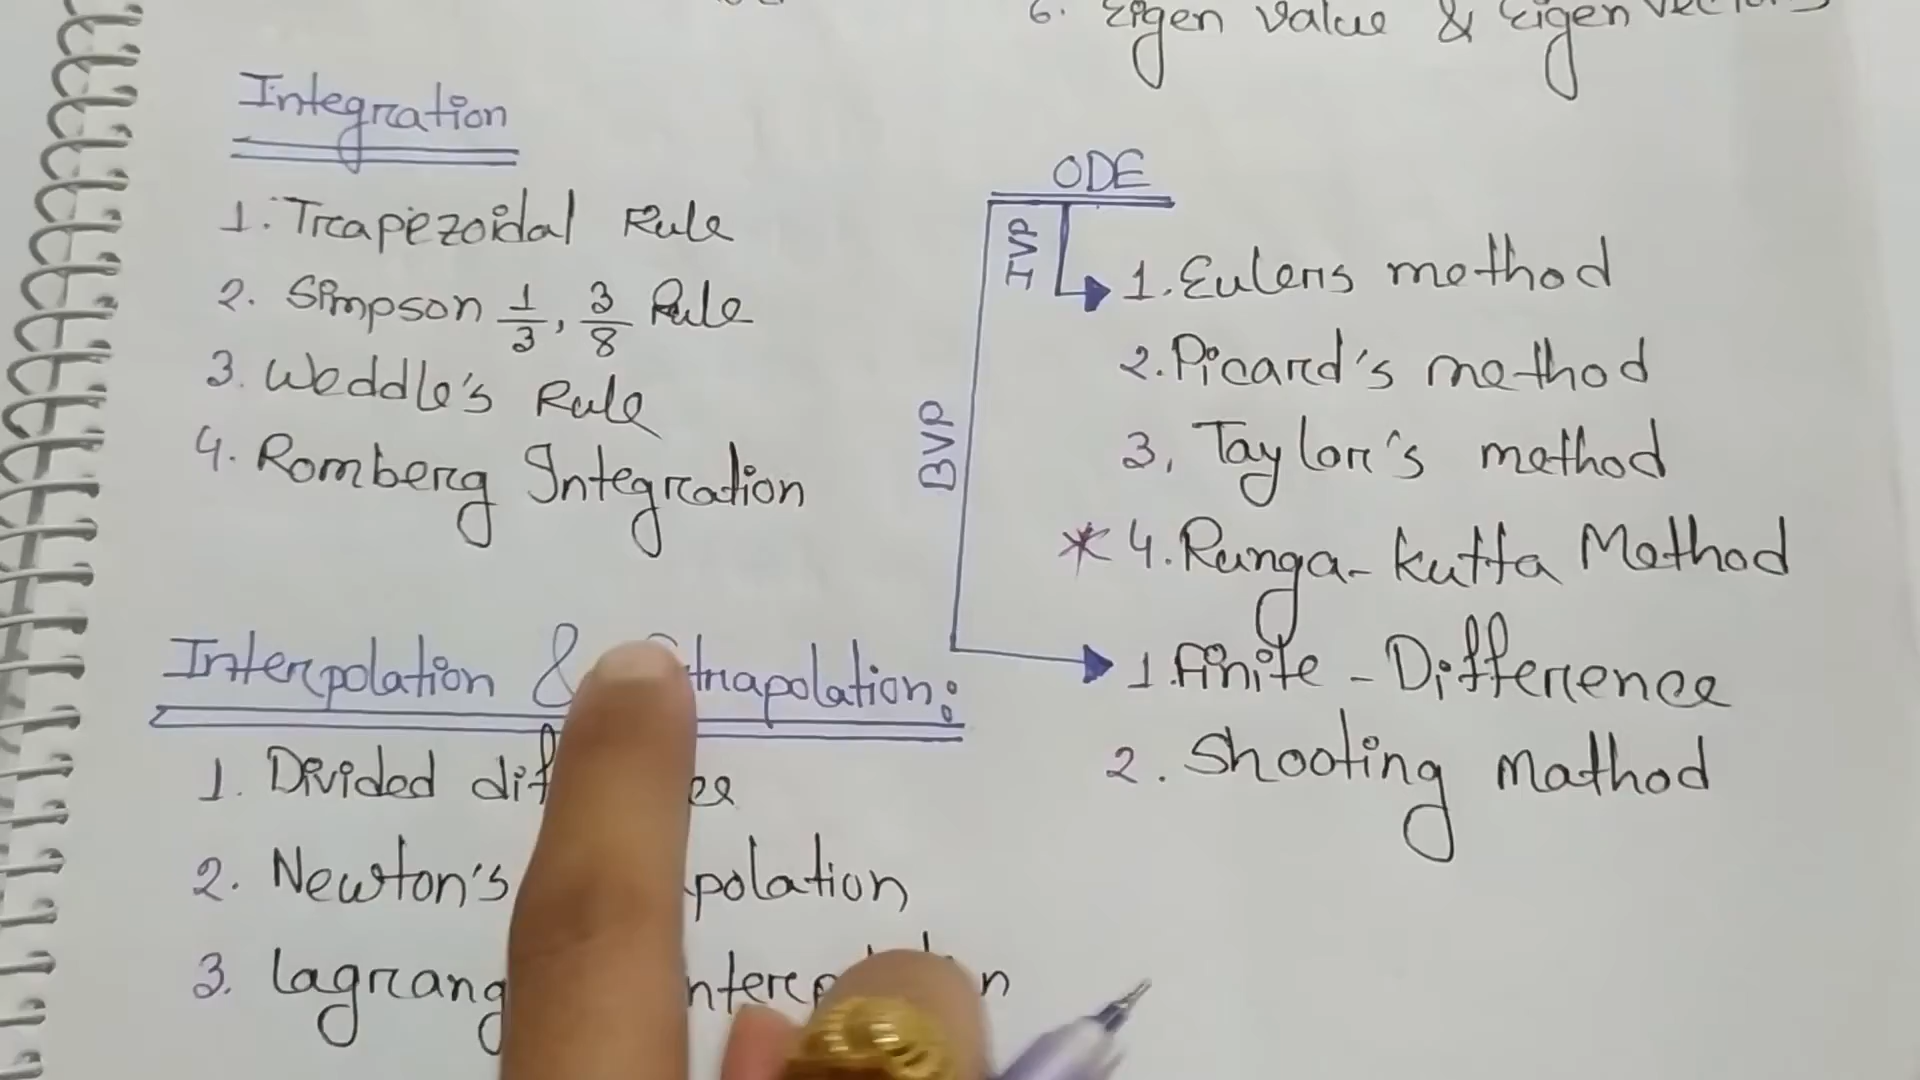 6. Eigen value & Eigen vectors
Integration
1. Trapezoidal Rule
2. Simpson 1/3, 3/8 Rule
3. Weddle's Rule
4. Romberg Integration
Interpolation &
1. Divided
2. Newton's
3.
ODE
IVP
1. Eulers method
2. Picard's method
3. Taylor's method
* 4. Runga-kutta Method
BVP
1. Finite - Difference
2. Shooting Mathod